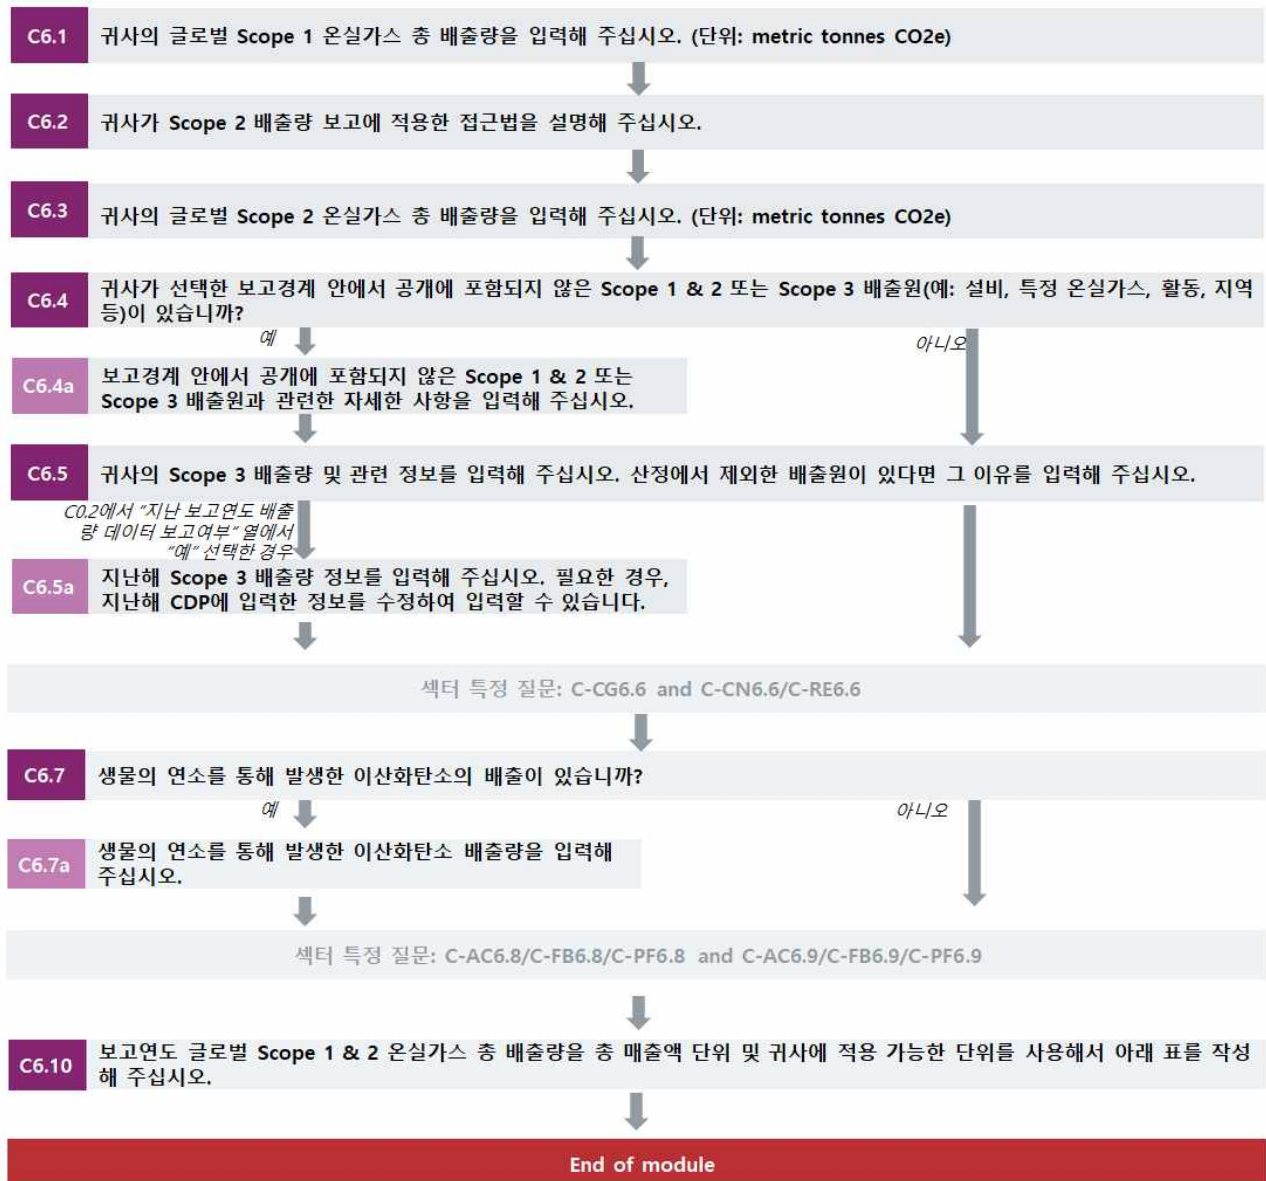 C6.1 귀사의 글로벌 Scope 1 온실가스 총 배출량을 입력해 주십시오. (단위: metric tonnes CO2e)
C6.2 귀사가 Scope 2 배출량 보고에 적용한 접근법을 설명해 주십시오.
C6.3 귀사의 글로벌 Scope 2 온실가스 총 배출량을 입력해 주십시오. (단위: metric tonnes CO2e)
C6.4 귀사가 선택한 보고경계 안에서 공개에 포함되지 않은 Scope 1 & 2 또는 Scope 3 배출원(예: 설비, 특정 온실가스, 활동, 지역
등)이 있습니까?
예
아니오
C6.4a 보고경계 안에서 공개에 포함되지 않은 Scope 1 & 2 또는
Scope 3 배출원과 관련한 자세한 사항을 입력해 주십시오.
C6.5 귀사의 Scope 3 배출량 및 관련 정보를 입력해 주십시오. 산정에서 제외한 배출원이 있다면 그 이유를 입력해 주십시오.
C0.2에서 “지난 보고연도 배출
량 데이터 보고여부” 열에서
“예” 선택한 경우
C6.5a 지난해 Scope 3 배출량 정보를 입력해 주십시오. 필요한 경우,
지난해 CDP에 입력한 정보를 수정하여 입력할 수 있습니다.
섹터 특정 질문: C-CG6.6 and C-CN6.6/C-RE6.6
C6.7 생물의 연소를 통해 발생한 이산화탄소의 배출이 있습니까?
예
아니오
C6.7a 생물의 연소를 통해 발생한 이산화탄소 배출량을 입력해
주십시오.
섹터 특정 질문: C-AC6.8/C-FB6.8/C-PF6.8 and C-AC6.9/C-FB6.9/C-PF6.9
C6.10 보고연도 글로벌 Scope 1 & 2 온실가스 총 배출량을 총 매출액 단위 및 귀사에 적용 가능한 단위를 사용해서 아래 표를 작성
해 주십시오.
End of module